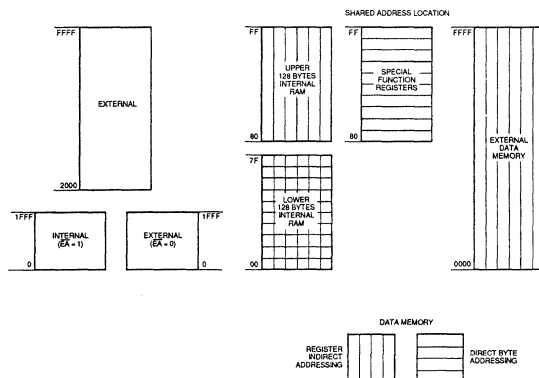 SHARED ADDRESS LOCATION
FFFF
EXTERNAL
2000
1FFF
INTERNAL
(E̅A̅ = 1)
0
EXTERNAL
(E̅A̅ = 0)
1FFF
0
FF
UPPER
128 BYTES
INTERNAL
RAM
80
FF
SPECIAL
FUNCTION
REGISTERS
80
7F
LOWER
128 BYTES
INTERNAL
RAM
00
FFFF
EXTERNAL
DATA
MEMORY
0000
DATA MEMORY
REGISTER
INDIRECT
ADDRESSING
DIRECT BYTE
ADDRESSING